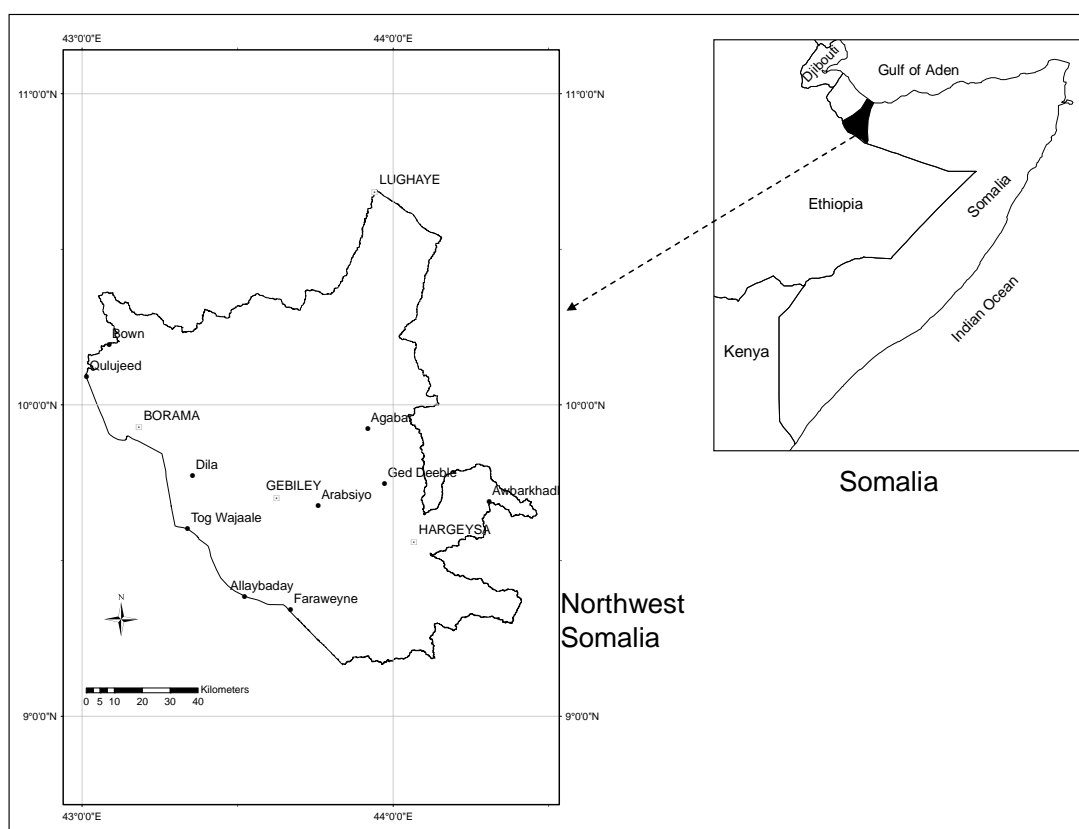 43°0'0"E
44°0'0"E
11°0'0"N
11°0'0"N
LUGHAYE
Bown
Qulujeed
10°0'0"N
10°0'0"N
BORAMA
Agabar
Dila
Ged Deeble
GEBILEY
Arabsiyo
Awbarkhadl
Tog Wajaale
HARGEYSA
Allaybaday
Faraweyne
N
Kilometers
0 5 10 20 30 40
9°0'0"N
9°0'0"N
43°0'0"E
44°0'0"E
Northwest
Somalia
Djibouti
Gulf of Aden
Ethiopia
Somalia
Indian Ocean
Kenya
Somalia